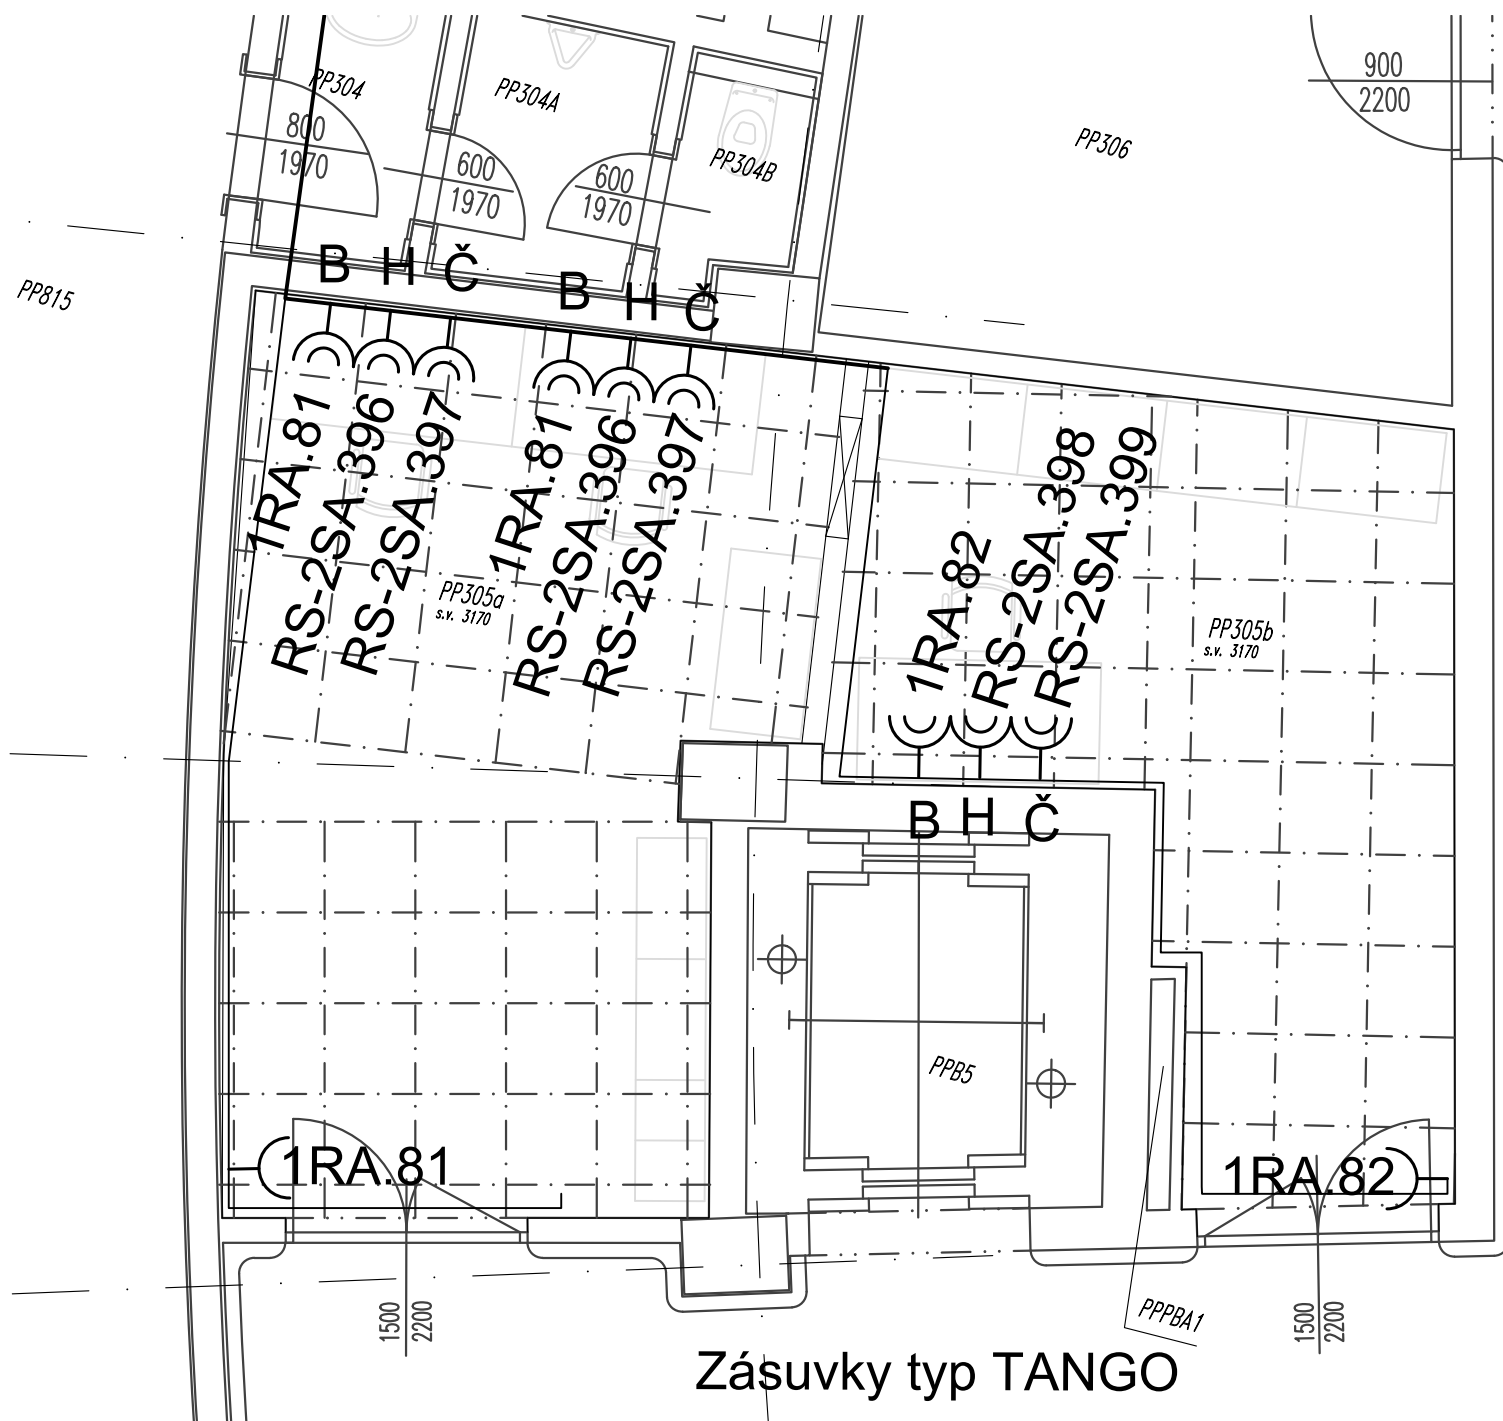 PP304
PP304A
PP304B
PP306
PP815
800
1970
600
1970
600
1970
900
2200
B H Č
B H Č
1RA.81
RS-2SA.396
RS-2SA.397
1RA.81
RS-2SA.396
RS-2SA.397
1RA.82
RS-2SA.398
RS-2SA.399
PP305a
s.v. 3170
PP305b
s.v. 3170
B H Č
PPB5
1RA.81
1RA.82
1500
2200
1500
2200
PPPBA1
Zásuvky typ TANGO